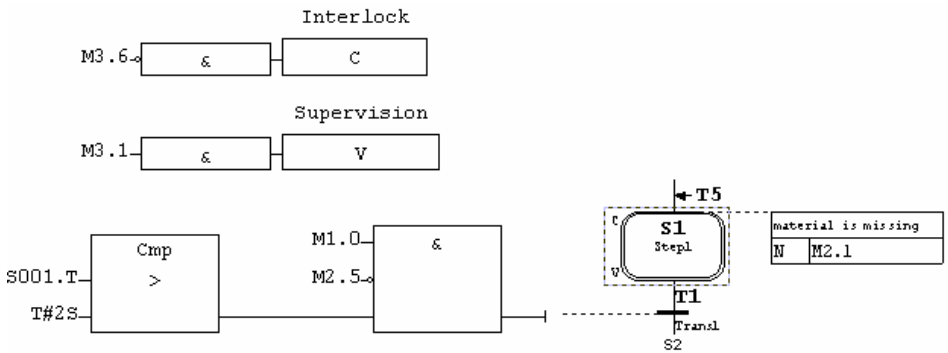 Interlock
M3.6 & C
Supervision
M3.1 & V
T5
C S1
Step1
V
material is missing
N M2.1
Cmp
>
S001.T
T#2S
M1.0 &
M2.5
T1
Trans1
S2